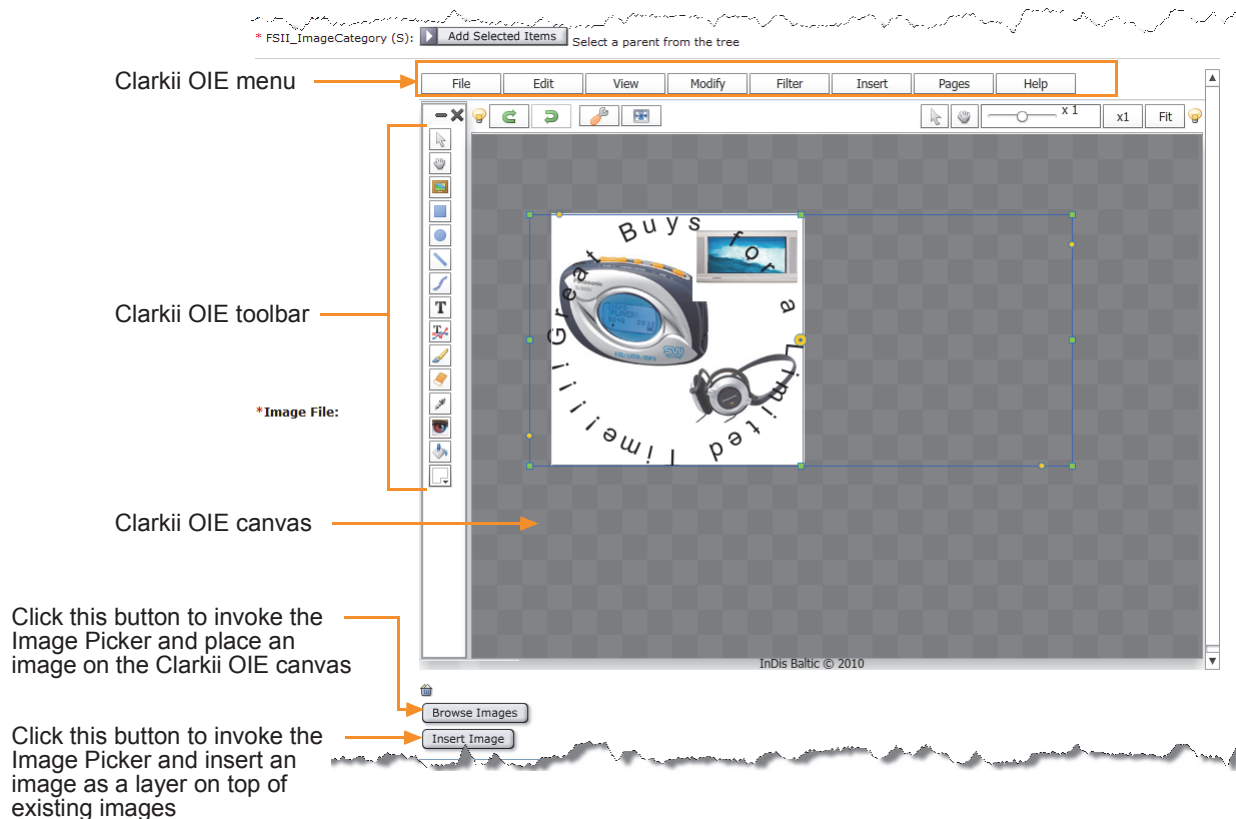 * FSII_ImageCategory (S): Add Selected Items Select a parent from the tree
Clarkii OIE menu
File Edit View Modify Filter Insert Pages Help
x 1 x1 Fit
Clarkii OIE toolbar
T
Great Buys for a Limited Time!!!!!
Panasonic
FM/USB/MP3
*Image File:
Clarkii OIE canvas
Click this button to invoke the
Image Picker and place an
image on the Clarkii OIE canvas
InDis Baltic © 2010
Browse Images
Click this button to invoke the
Image Picker and insert an
image as a layer on top of
existing images
Insert Image